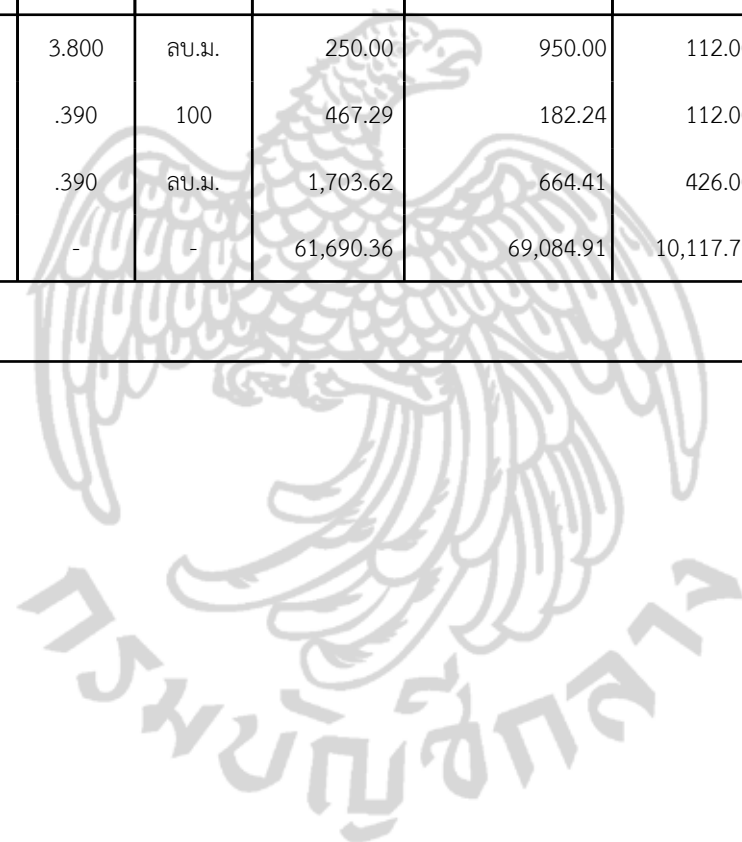 3.800 ลบ.ม. 250.00 950.00 112.0
.390 100 467.29 182.24 112.0
.390 ลบ.ม. 1,703.62 664.41 426.0
- - 61,690.36 69,084.91 10,117.7
กรมบัญชีกลาง